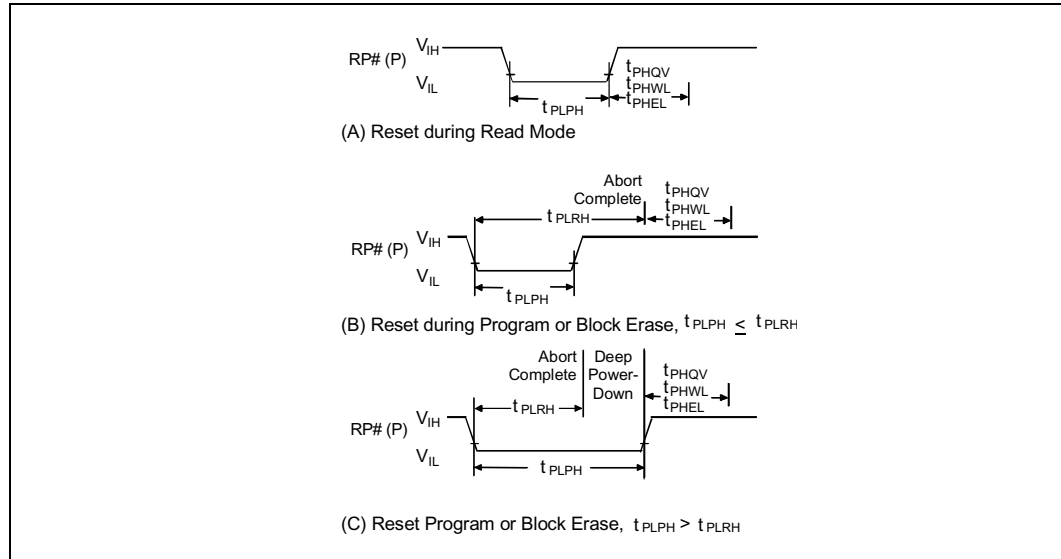 RP# (P)
VIH
VIL
tPLPH
tPHQV
tPHWL
tPHEL
(A) Reset during Read Mode
Abort
Complete
tPHQV
tPHWL
tPHEL
tPLRH
RP# (P)
VIH
VIL
tPLPH
(B) Reset during Program or Block Erase, tPLPH ≤ tPLRH
Abort
Complete
Deep
Power-
Down
tPHQV
tPHWL
tPHEL
tPLRH
RP# (P)
VIH
VIL
tPLPH
(C) Reset Program or Block Erase, tPLPH > tPLRH